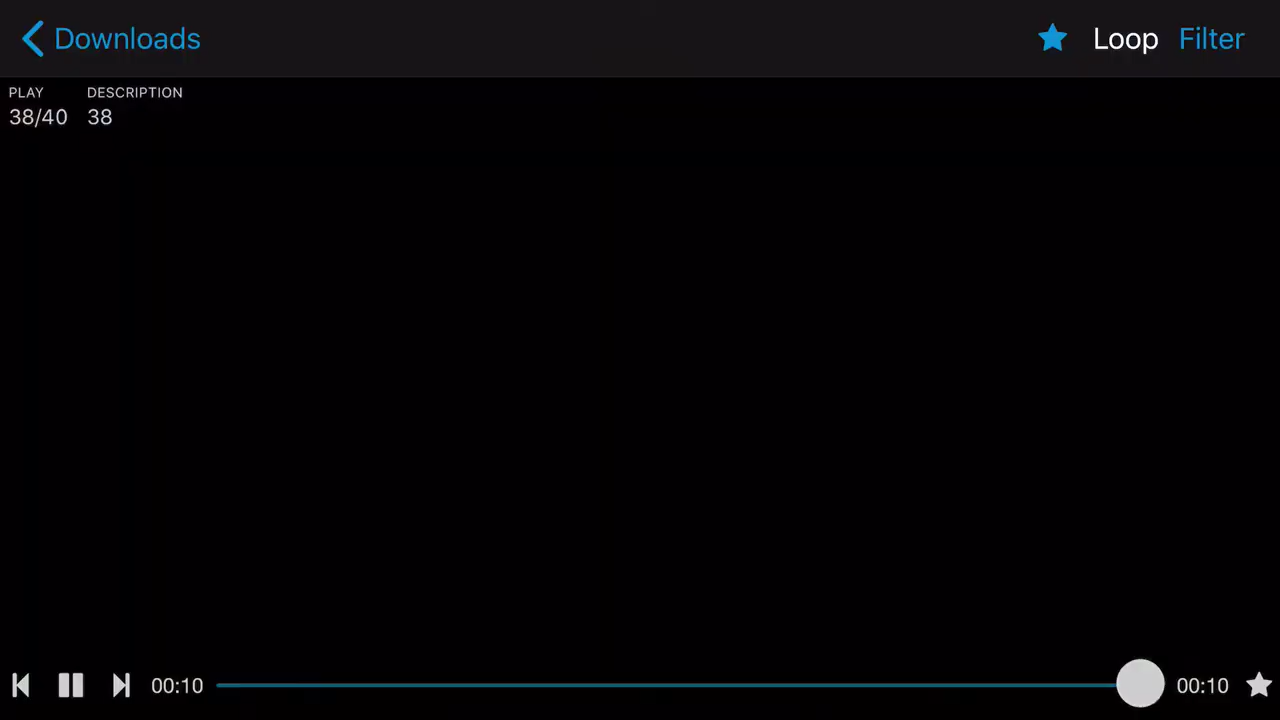 Downloads
Loop Filter
PLAY DESCRIPTION
38/40 38
00:10 00:10